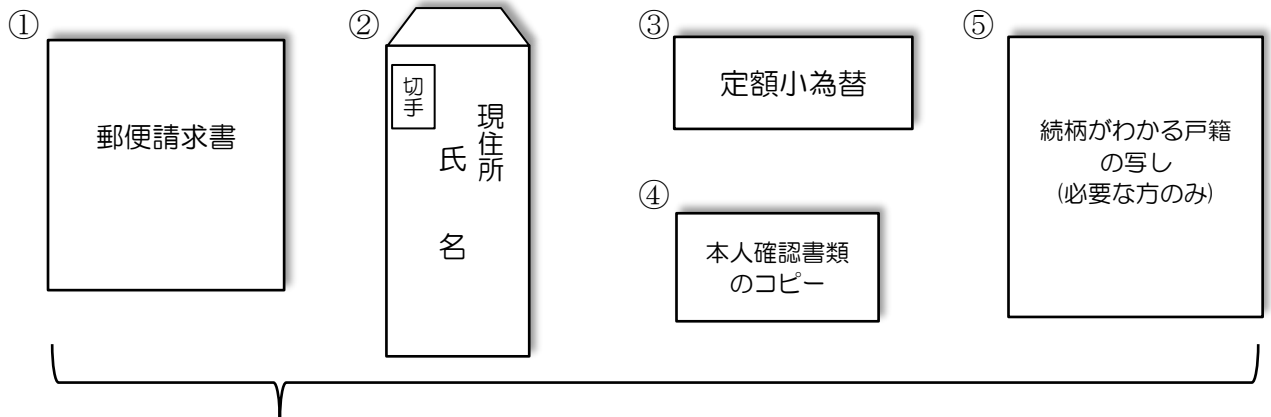 ①
郵便請求書
②
切手
現住所
氏名
③
定額小為替
④
本人確認書類
のコピー
⑤
続柄がわかる戸籍
の写し
(必要な方のみ)